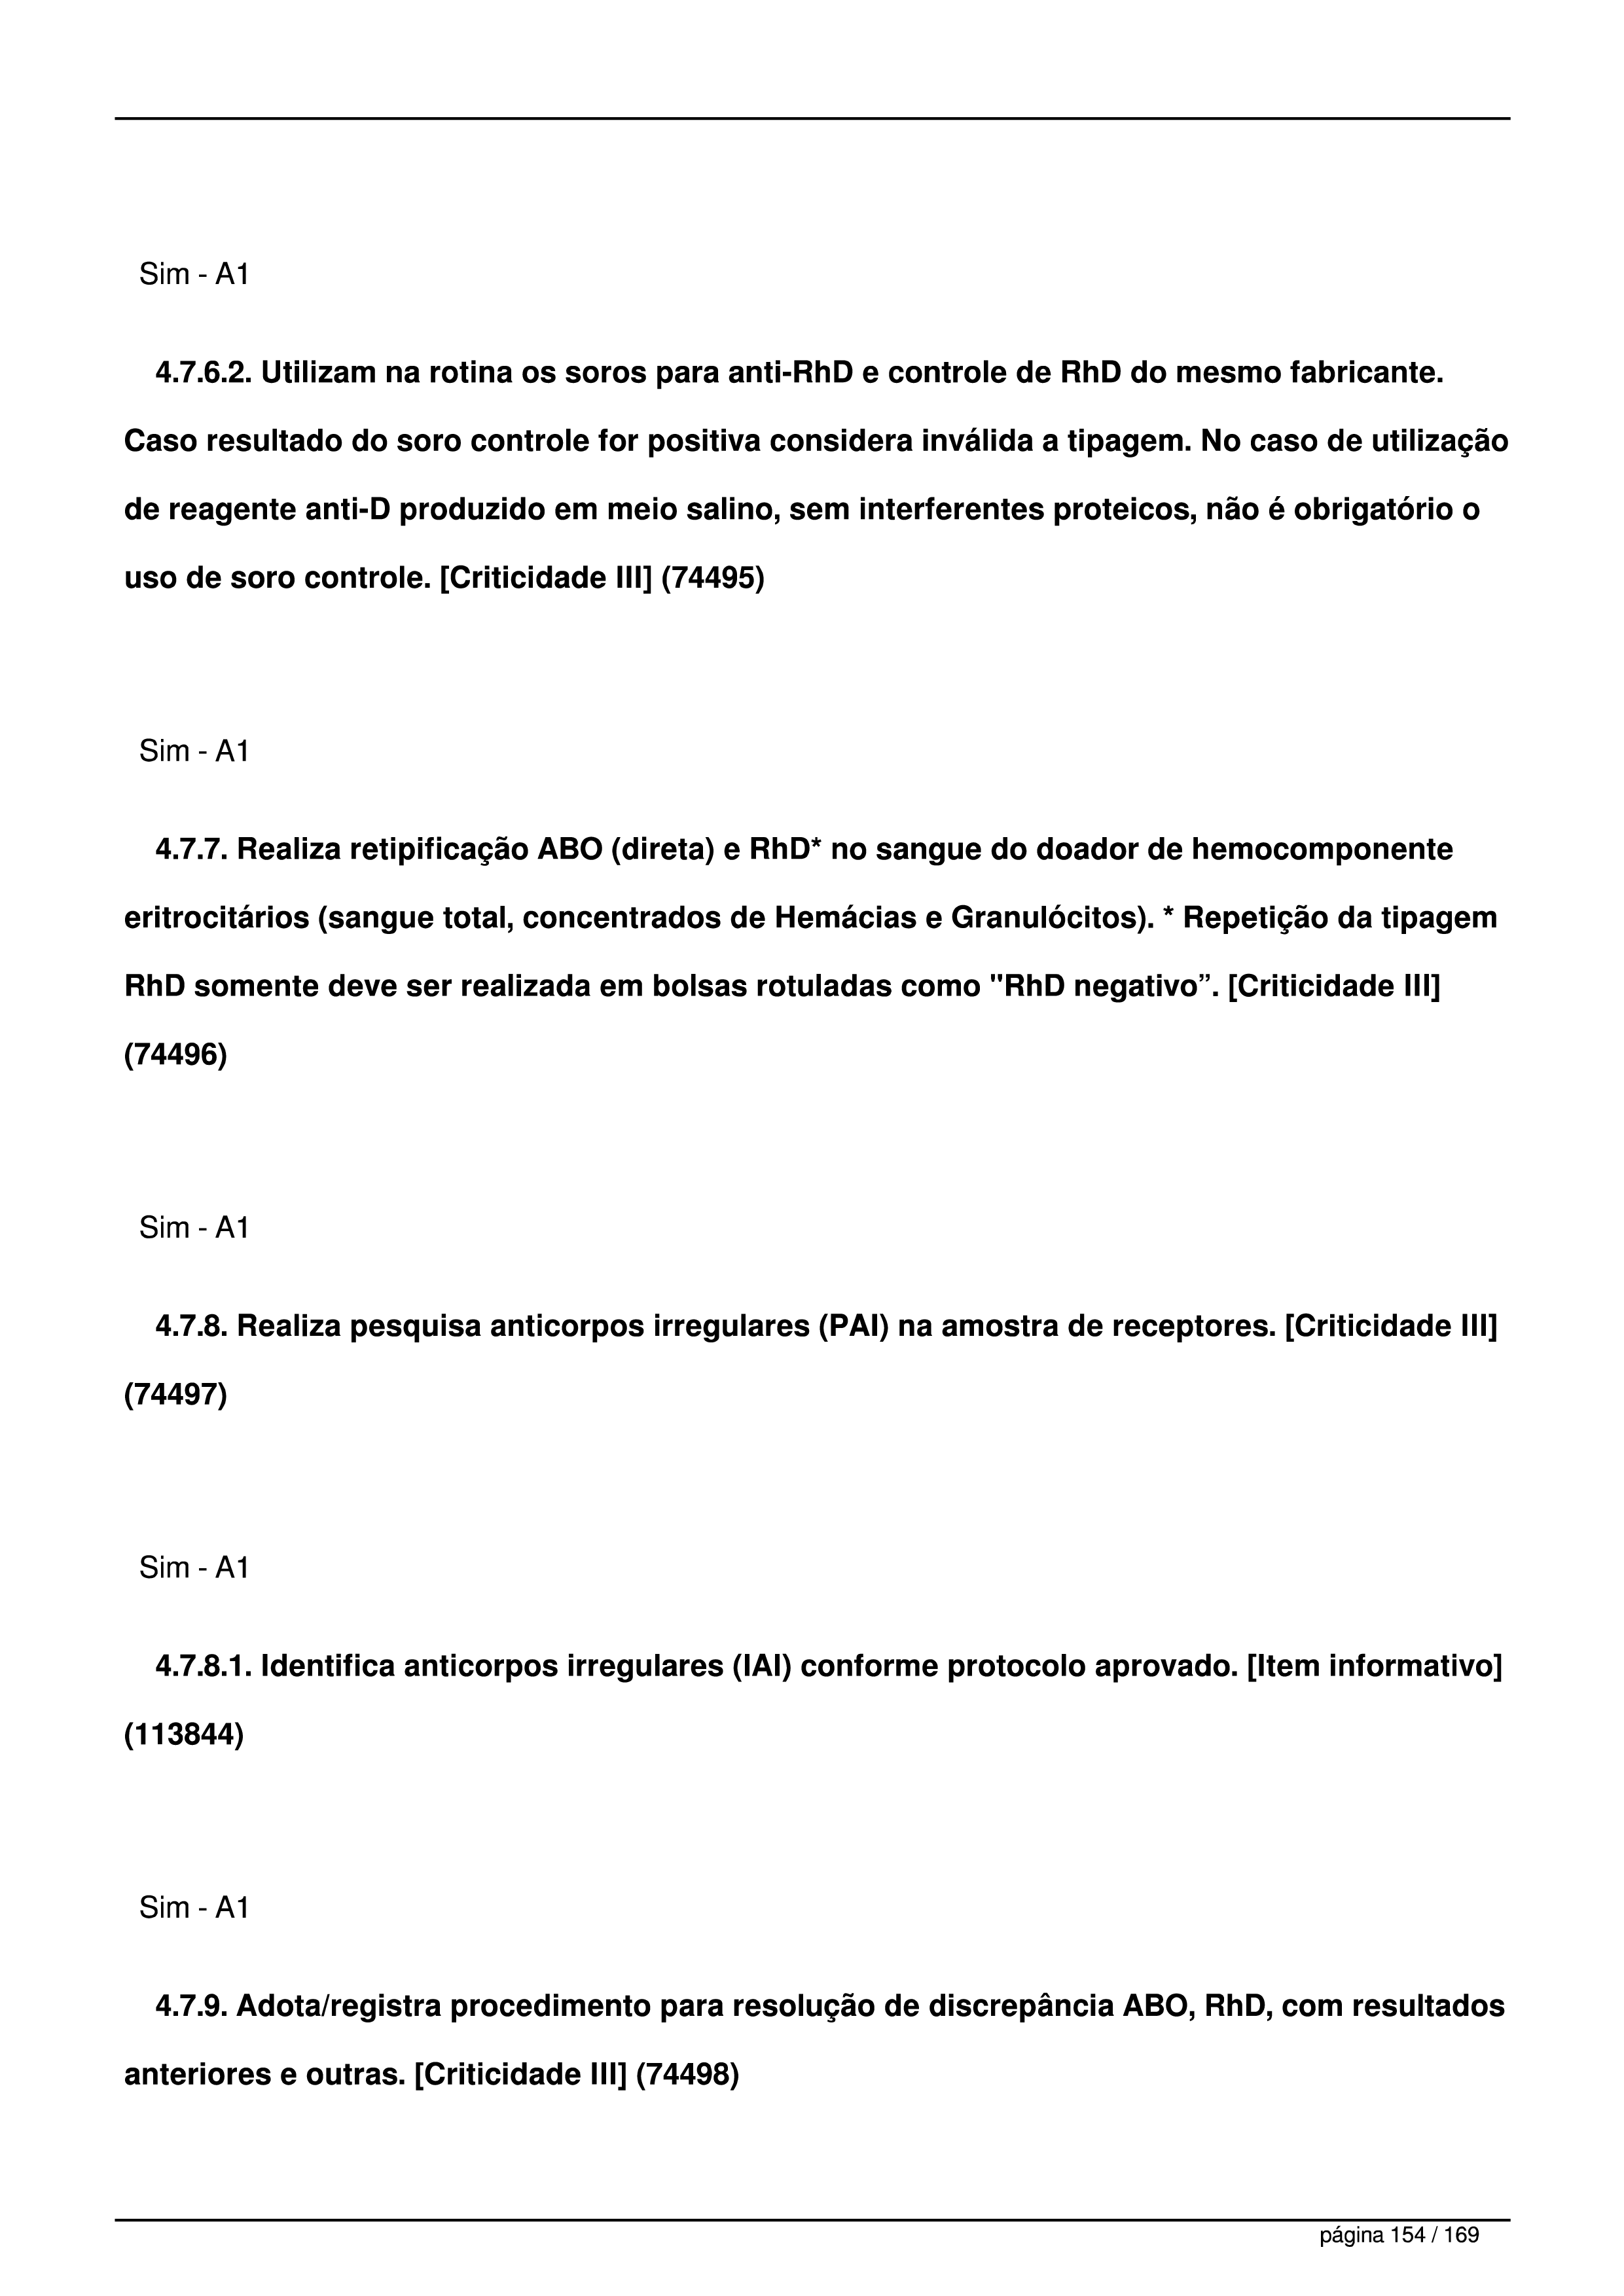 Sim - A1
4.7.6.2. Utilizam na rotina os soros para anti-RhD e controle de RhD do mesmo fabricante.
Caso resultado do soro controle for positiva considera inválida a tipagem. No caso de utilização
de reagente anti-D produzido em meio salino, sem interferentes proteicos, não é obrigatório o
uso de soro controle. [Criticidade III] (74495)
Sim - A1
4.7.7. Realiza retipificação ABO (direta) e RhD* no sangue do doador de hemocomponente
eritrocitários (sangue total, concentrados de Hemácias e Granulócitos). * Repetição da tipagem
RhD somente deve ser realizada em bolsas rotuladas como "RhD negativo”. [Criticidade III]
(74496)
Sim - A1
4.7.8. Realiza pesquisa anticorpos irregulares (PAI) na amostra de receptores. [Criticidade III]
(74497)
Sim - A1
4.7.8.1. Identifica anticorpos irregulares (IAI) conforme protocolo aprovado. [Item informativo]
(113844)
Sim - A1
4.7.9. Adota/registra procedimento para resolução de discrepância ABO, RhD, com resultados
anteriores e outras. [Criticidade III] (74498)
página 154 / 169